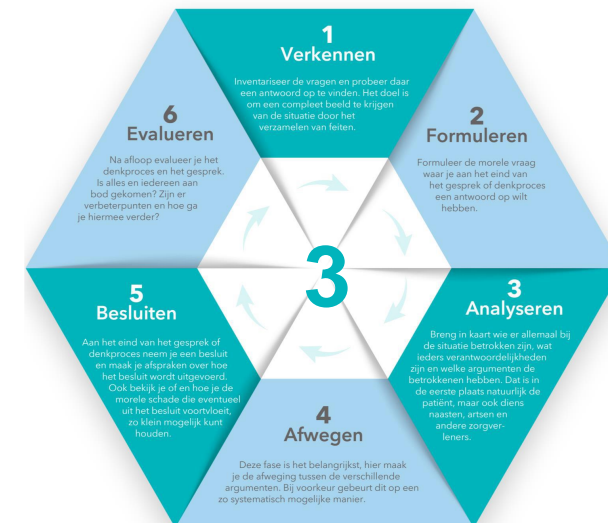 1
Verkennen
Inventariseer de vragen en probeer daar
een antwoord op te vinden. Het doel is
om een compleet beeld te krijgen
van de situatie door het
verzamelen van feiten.
2
Formuleren
Formuleer de morele vraag
waar je aan het eind van
het gesprek of denkproces
een antwoord op wilt
hebben.
3
Analyseren
Breng in kaart wie er allemaal bij
de situatie betrokken zijn, wat
ieders verantwoordelijkheden
zijn en welke argumenten de
betrokkenen hebben. Dat is in
de eerste plaats natuurlijk de
patiënt, maar ook diens
naasten, artsen en
andere zorgver-
leners.
4
Afwegen
Deze fase is het belangrijkst, hier maak
je de afweging tussen de verschillende
argumenten. Bij voorkeur gebeurt dit op een
zo systematisch mogelijke manier.
5
Besluiten
Aan het eind van het gesprek of
denkproces neem je een besluit
en maak je afspraken over hoe
het besluit wordt uitgevoerd.
Ook bekijk je of en hoe je de
morele schade die eventueel
uit het besluit voortvloeit,
zo klein mogelijk kunt
houden.
6
Evalueren
Na afloop evalueer je het
denkproces en het gesprek.
Is alles en iedereen aan
bod gekomen? Zijn er
verbeterpunten en hoe ga
je hiermee verder?
3